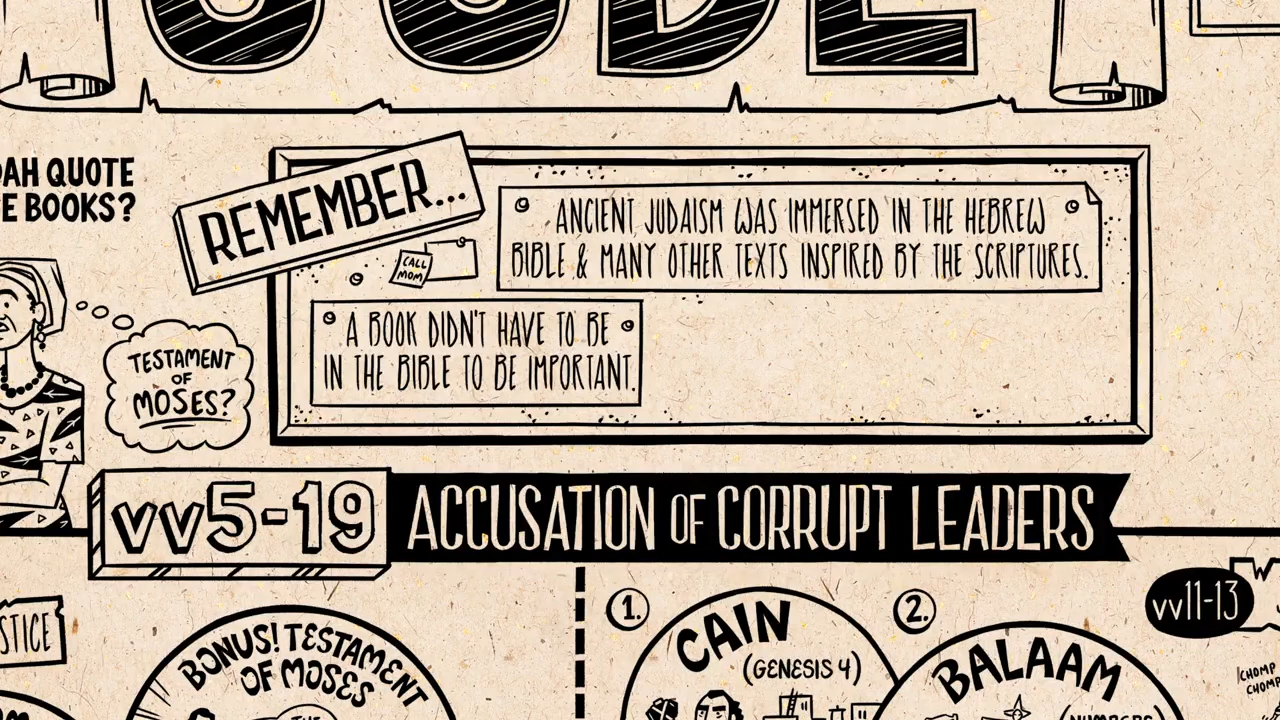 REMEMBER...
ANCIENT JUDAISM WAS IMMERSED IN THE HEBREW
BIBLE & MANY OTHER TEXTS INSPIRED BY THE SCRIPTURES.
CALL
MOM
A BOOK DIDN'T HAVE TO BE
IN THE BIBLE TO BE IMPORTANT.
QUOTE
BOOKS?
TESTAMENT
OF
MOSES?
vv5-19 ACCUSATION OF CORRUPT LEADERS
BONUS! TESTAMENT
OF MOSES
THE
1.
CAIN
(GENESIS 4)
2.
BALAAM
(NUMBERS
vv11-13
CHOMP
CHOMP